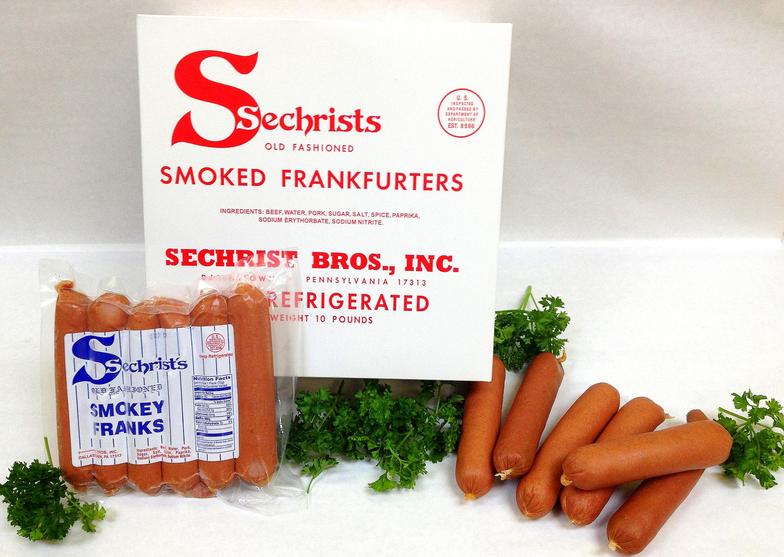 Sechrists
OLD FASHIONED
SMOKED FRANKFURTERS
U. S.
INSPECTED
AND PASSED BY
DEPARTMENT OF
AGRICULTURE
EST. 8596
INGREDIENTS: BEEF, WATER, PORK, SUGAR, SALT, SPICE, PAPRIKA,
SODIUM ERYTHORBATE, SODIUM NITRITE.
SECHRIST BROS., INC.
PENNSYLVANIA 17313
REFRIGERATED
WEIGHT 10 POUNDS
Sechrist's
OLD FASHIONED
SMOKEY
FRANKS
Keep Refrigerated
Nutrition Facts